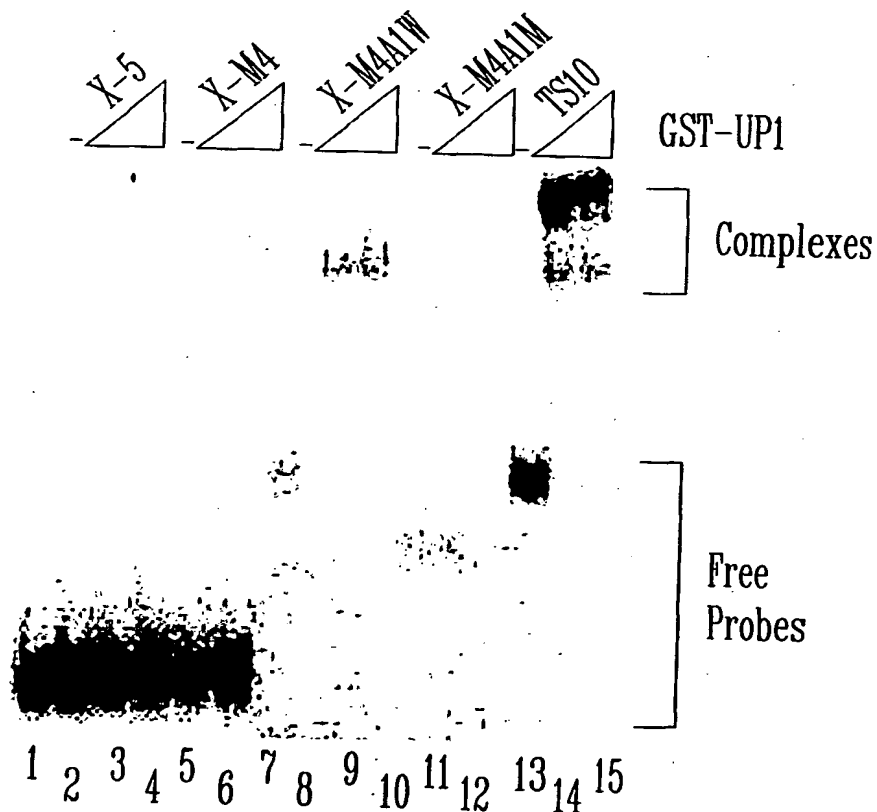 X-5 X-M4 X-M4A1W X-M4A1M TS10
- - - - - GST-UP1
Complexes
Free
Probes
1 2 3 4 5 6 7 8 9 10 11 12 13 14 15